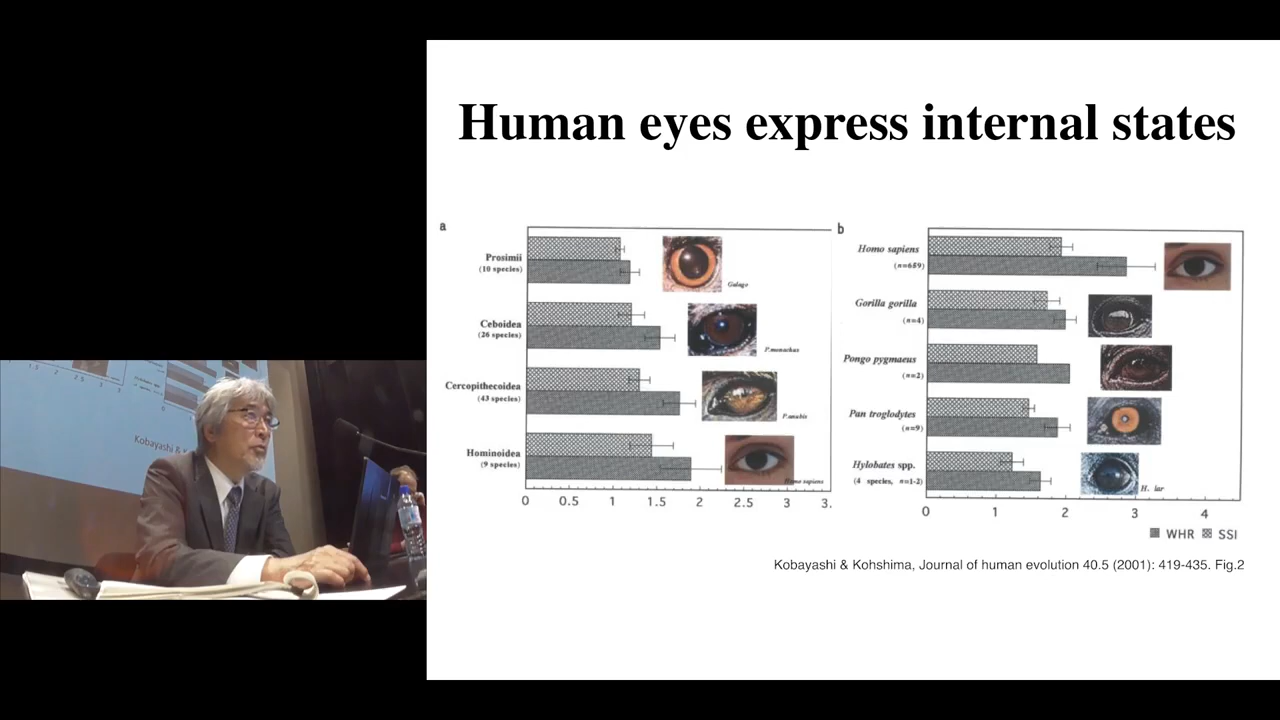 Human eyes express internal states
a
Prosimii
(10 species)
Galago
Ceboidea
(26 species)
P.monachus
Cercopithecoidea
(43 species)
P.anubis
Hominoidea
(9 species)
Homo sapiens
0 0.5 1 1.5 2 2.5 3.
b
Homo sapiens
(n=659)
Gorilla gorilla
(n=4)
Pongo pygmaeus
(n=2)
Pan troglodytes
(n=9)
Hylobates spp.
(4 species, n=1-2)
H. lar
0 1 2 3 4
WHR SSI
Kobayashi & Kohshima, Journal of human evolution 40.5 (2001): 419-435. Fig.2
Kobayashi &